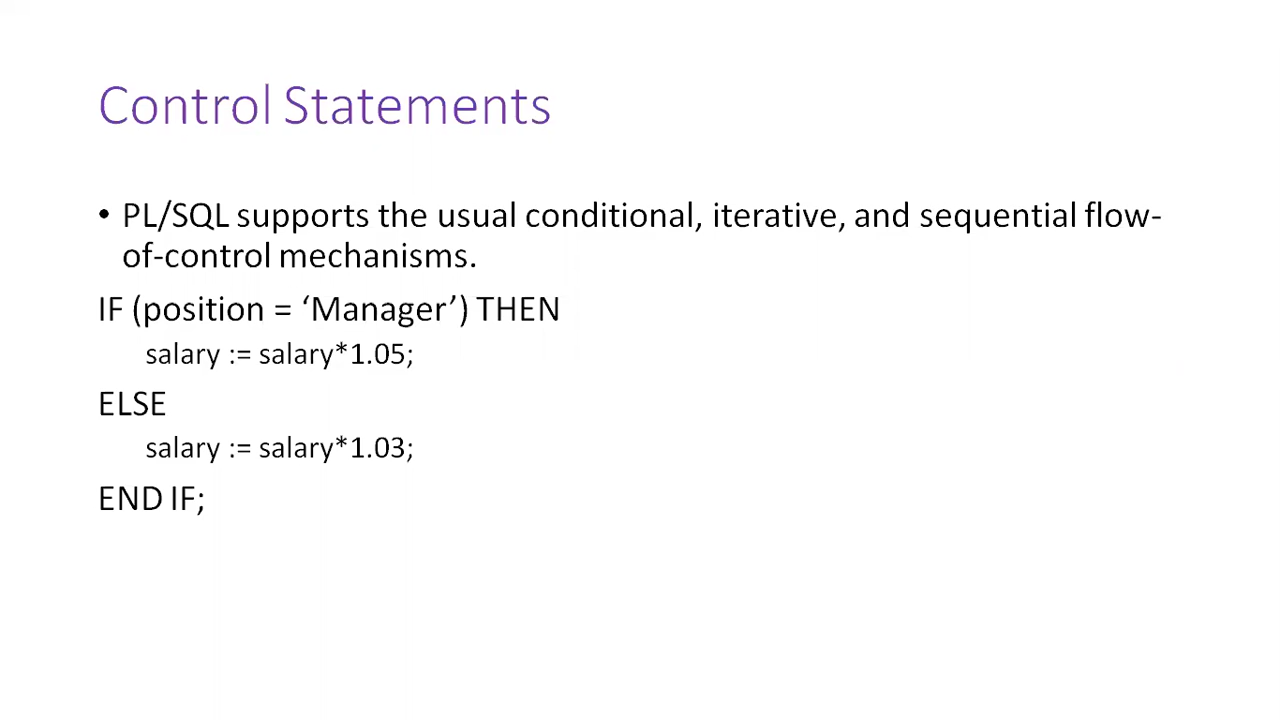 Control Statements
• PL/SQL supports the usual conditional, iterative, and sequential flow-
of-control mechanisms.
IF (position = ‘Manager’) THEN
salary := salary*1.05;
ELSE
salary := salary*1.03;
END IF;